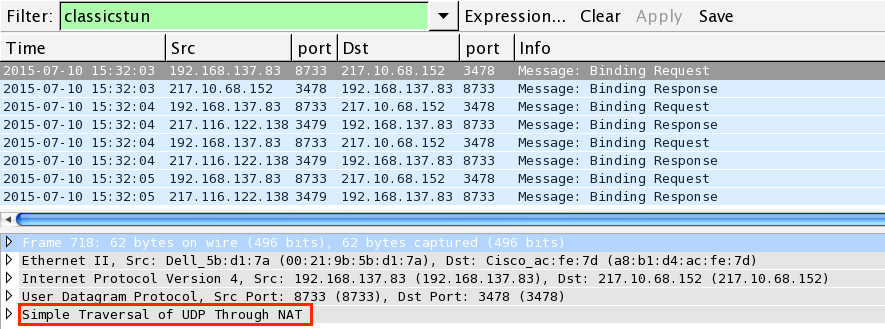 Filter: classicstun Expression... Clear Apply Save
Time Src port Dst port Info
2015-07-10 15:32:03 192.168.137.83 8733 217.10.68.152 3478 Message: Binding Request
2015-07-10 15:32:03 217.10.68.152 3478 192.168.137.83 8733 Message: Binding Response
2015-07-10 15:32:04 192.168.137.83 8733 217.10.68.152 3478 Message: Binding Request
2015-07-10 15:32:04 217.116.122.138 3479 192.168.137.83 8733 Message: Binding Response
2015-07-10 15:32:04 192.168.137.83 8733 217.10.68.152 3478 Message: Binding Request
2015-07-10 15:32:04 217.116.122.138 3479 192.168.137.83 8733 Message: Binding Response
2015-07-10 15:32:05 192.168.137.83 8733 217.10.68.152 3478 Message: Binding Request
2015-07-10 15:32:05 217.116.122.138 3479 192.168.137.83 8733 Message: Binding Response
Frame 718: 62 bytes on wire (496 bits), 62 bytes captured (496 bits)
Ethernet II, Src: Dell_5b:d1:7a (00:21:9b:5b:d1:7a), Dst: Cisco_ac:fe:7d (a8:b1:d4:ac:fe:7d)
Internet Protocol Version 4, Src: 192.168.137.83 (192.168.137.83), Dst: 217.10.68.152 (217.10.68.152)
User Datagram Protocol, Src Port: 8733 (8733), Dst Port: 3478 (3478)
Simple Traversal of UDP Through NAT